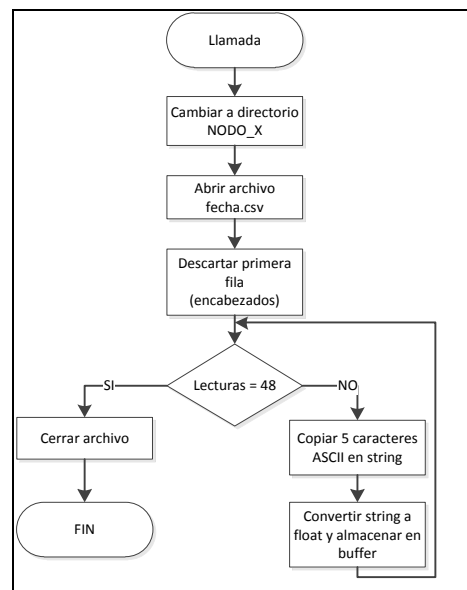 Llamada
Cambiar a directorio
NODO_X
Abrir archivo
fecha.csv
Descartar primera
fila
(encabezados)
Lecturas = 48
SI
NO
Cerrar archivo
Copiar 5 caracteres
ASCII en string
FIN
Convertir string a
float y almacenar en
buffer